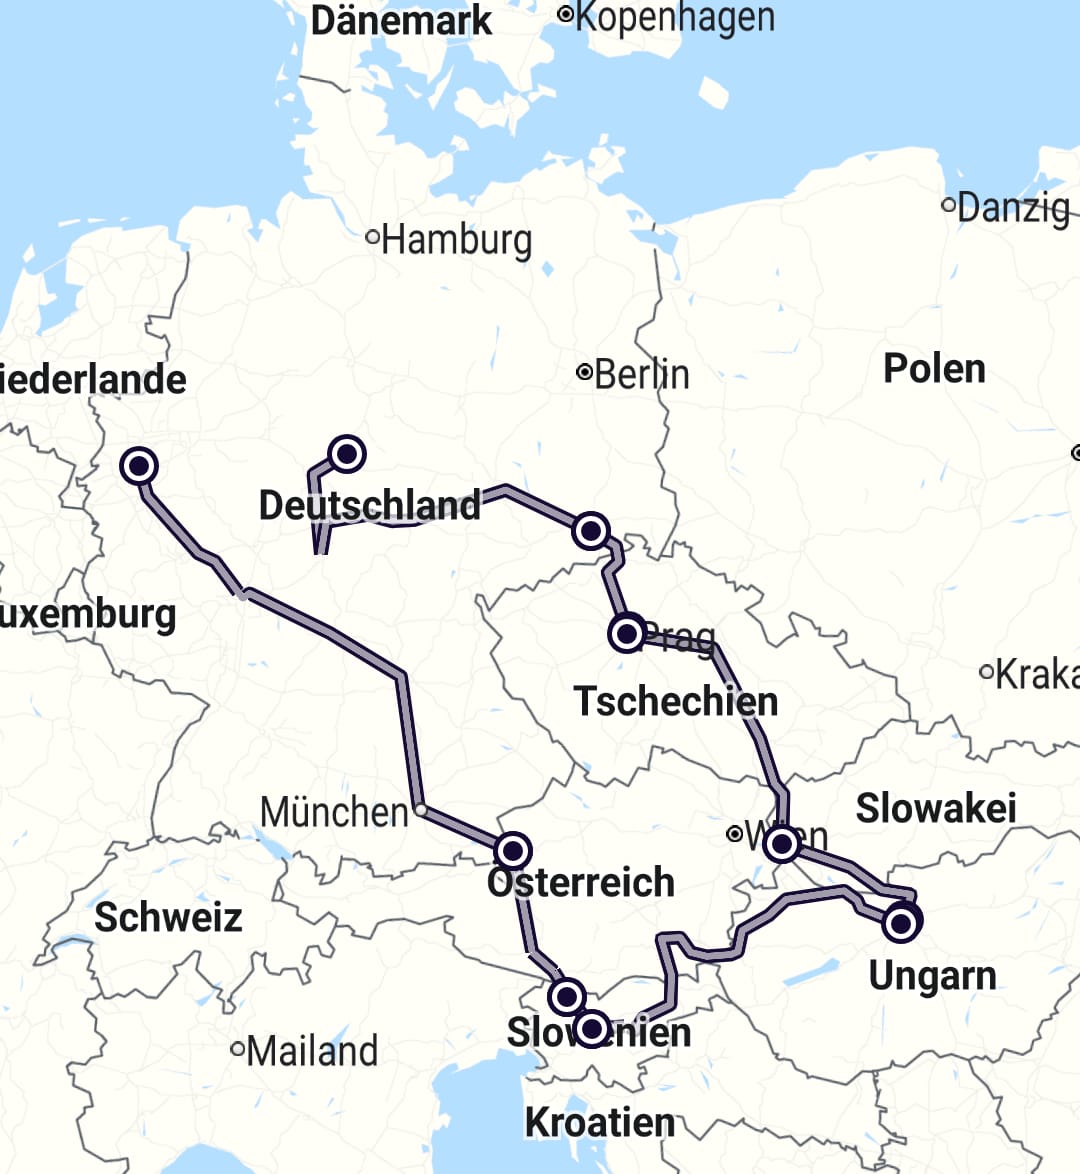 Dänemark
Kopenhagen
Danzig
Hamburg
Berlin
Polen
iederlande
Deutschland
uxemburg
Prag
Kraka
Tschechien
München
Slowakei
Wien
Österreich
Schweiz
Ungarn
Slowenien
Mailand
Kroatien